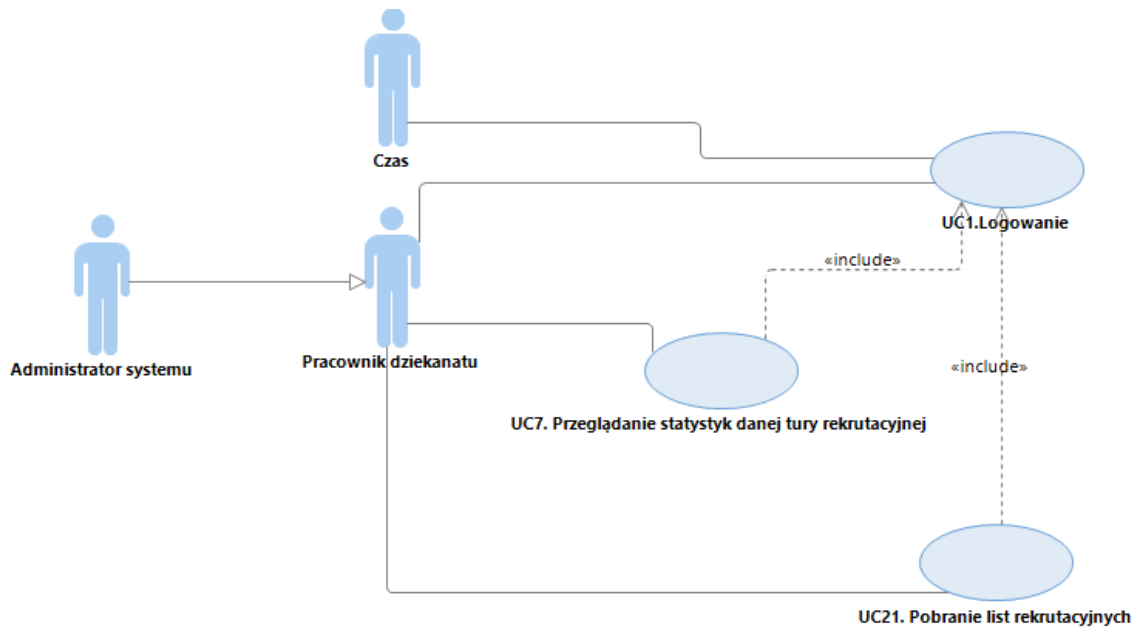 Czas
UC1.Logowanie
«include»
Administrator systemu
Pracownik dziekanatu
«include»
UC7. Przeglądanie statystyk danej tury rekrutacyjnej
UC21. Pobranie list rekrutacyjnych